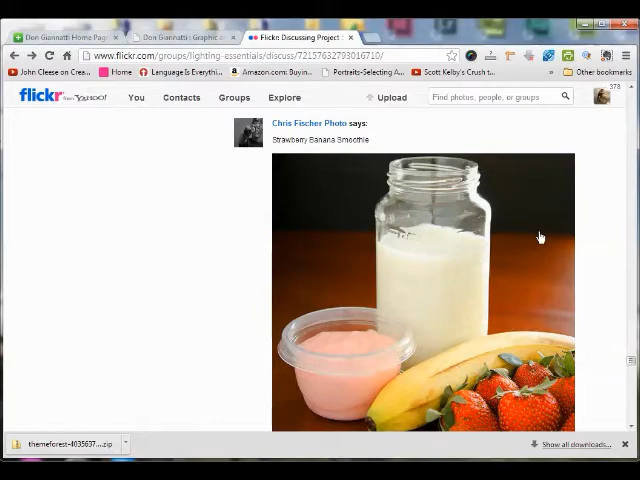 Don Giannatti Home Page
Don Giannatti: Graphic a
Flickr: Discussing Project
www.flickr.com/groups/lighting-essentials/discuss/72157632793016710/
John Cleese on Crea...
Home
Language Is Everythi...
Amazon.com: Buyin...
Portraits-Selecting A...
Scott Kelby's Crush t...
»
Other bookmarks
flickr from YAHOO!
You
Contacts
Groups
Explore
Upload
Find photos, people, or groups
378
Chris Fischer Photo says:
Strawberry Banana Smoothie
themeforest-4035637....zip
Show all downloads...